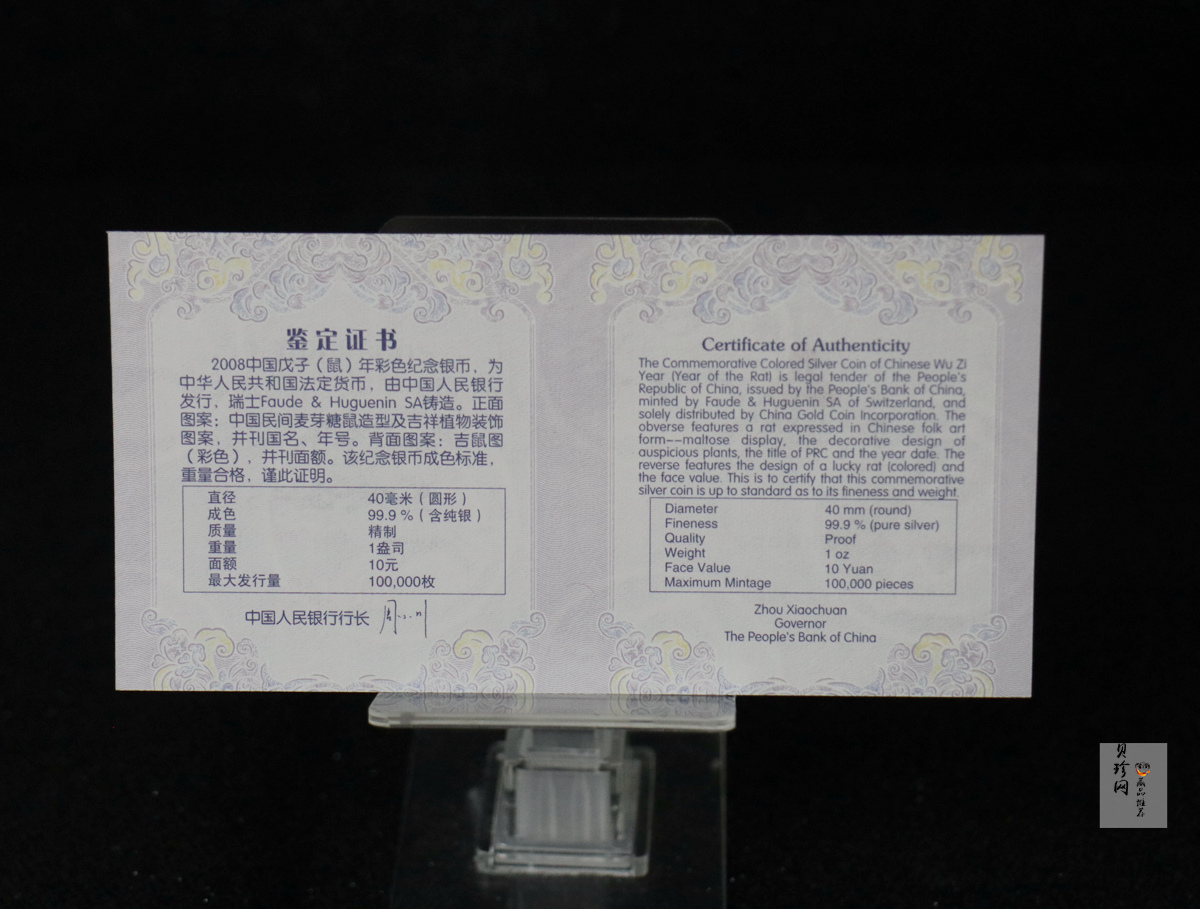 鉴定证书
2008中国戊子（鼠）年彩色纪念银币，为
中华人民共和国法定货币，由中国人民银行
发行，瑞士Faude & Huguenin SA铸造。正面
图案：中国民间麦芽糖鼠造型及吉祥植物装饰
图案，并刊国名、年号。背面图案：吉鼠图
（彩色），并刊面额。该纪念银币成色标准，
重量合格，谨此证明。
直径 40毫米（圆形）
成色 99.9％（含纯银）
质量 精制
重量 1盎司
面额 10元
最大发行量 100,000枚
中国人民银行行长
Certificate of Authenticity
The Commemorative Colored Silver Coin of Chinese Wu Zi
Year (Year of the Rat) is legal tender of the People's
Republic of China, issued by the People's Bank of China,
minted by Faude & Huguenin SA of Switzerland, and
solely distributed by China Gold Coin Incorporation. The
obverse features a rat expressed in Chinese folk art
form--maltose display, the decorative design of
auspicious plants, the title of PRC and the year date. The
reverse features the design of a lucky rat (colored) and
the face value. This is to certify that this commemorative
silver coin is up to standard as to its fineness and weight.
Diameter 40 mm (round)
Fineness 99.9 % (pure silver)
Quality Proof
Weight 1 oz
Face Value 10 Yuan
Maximum Mintage 100,000 pieces
Zhou Xiaochuan
Governor
The People's Bank of China
贝珍网
藏品推荐